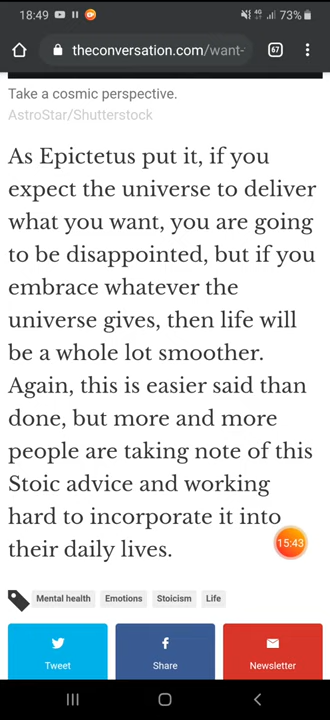 18:49
4G
73%
theconversation.com/want-
67
Take a cosmic perspective.
AstroStar/Shutterstock
As Epictetus put it, if you
expect the universe to deliver
what you want, you are going
to be disappointed, but if you
embrace whatever the
universe gives, then life will
be a whole lot smoother.
Again, this is easier said than
done, but more and more
people are taking note of this
Stoic advice and working
hard to incorporate it into
15:43
their daily lives.
Mental health
Emotions
Stoicism
Life
Tweet
Share
Newsletter